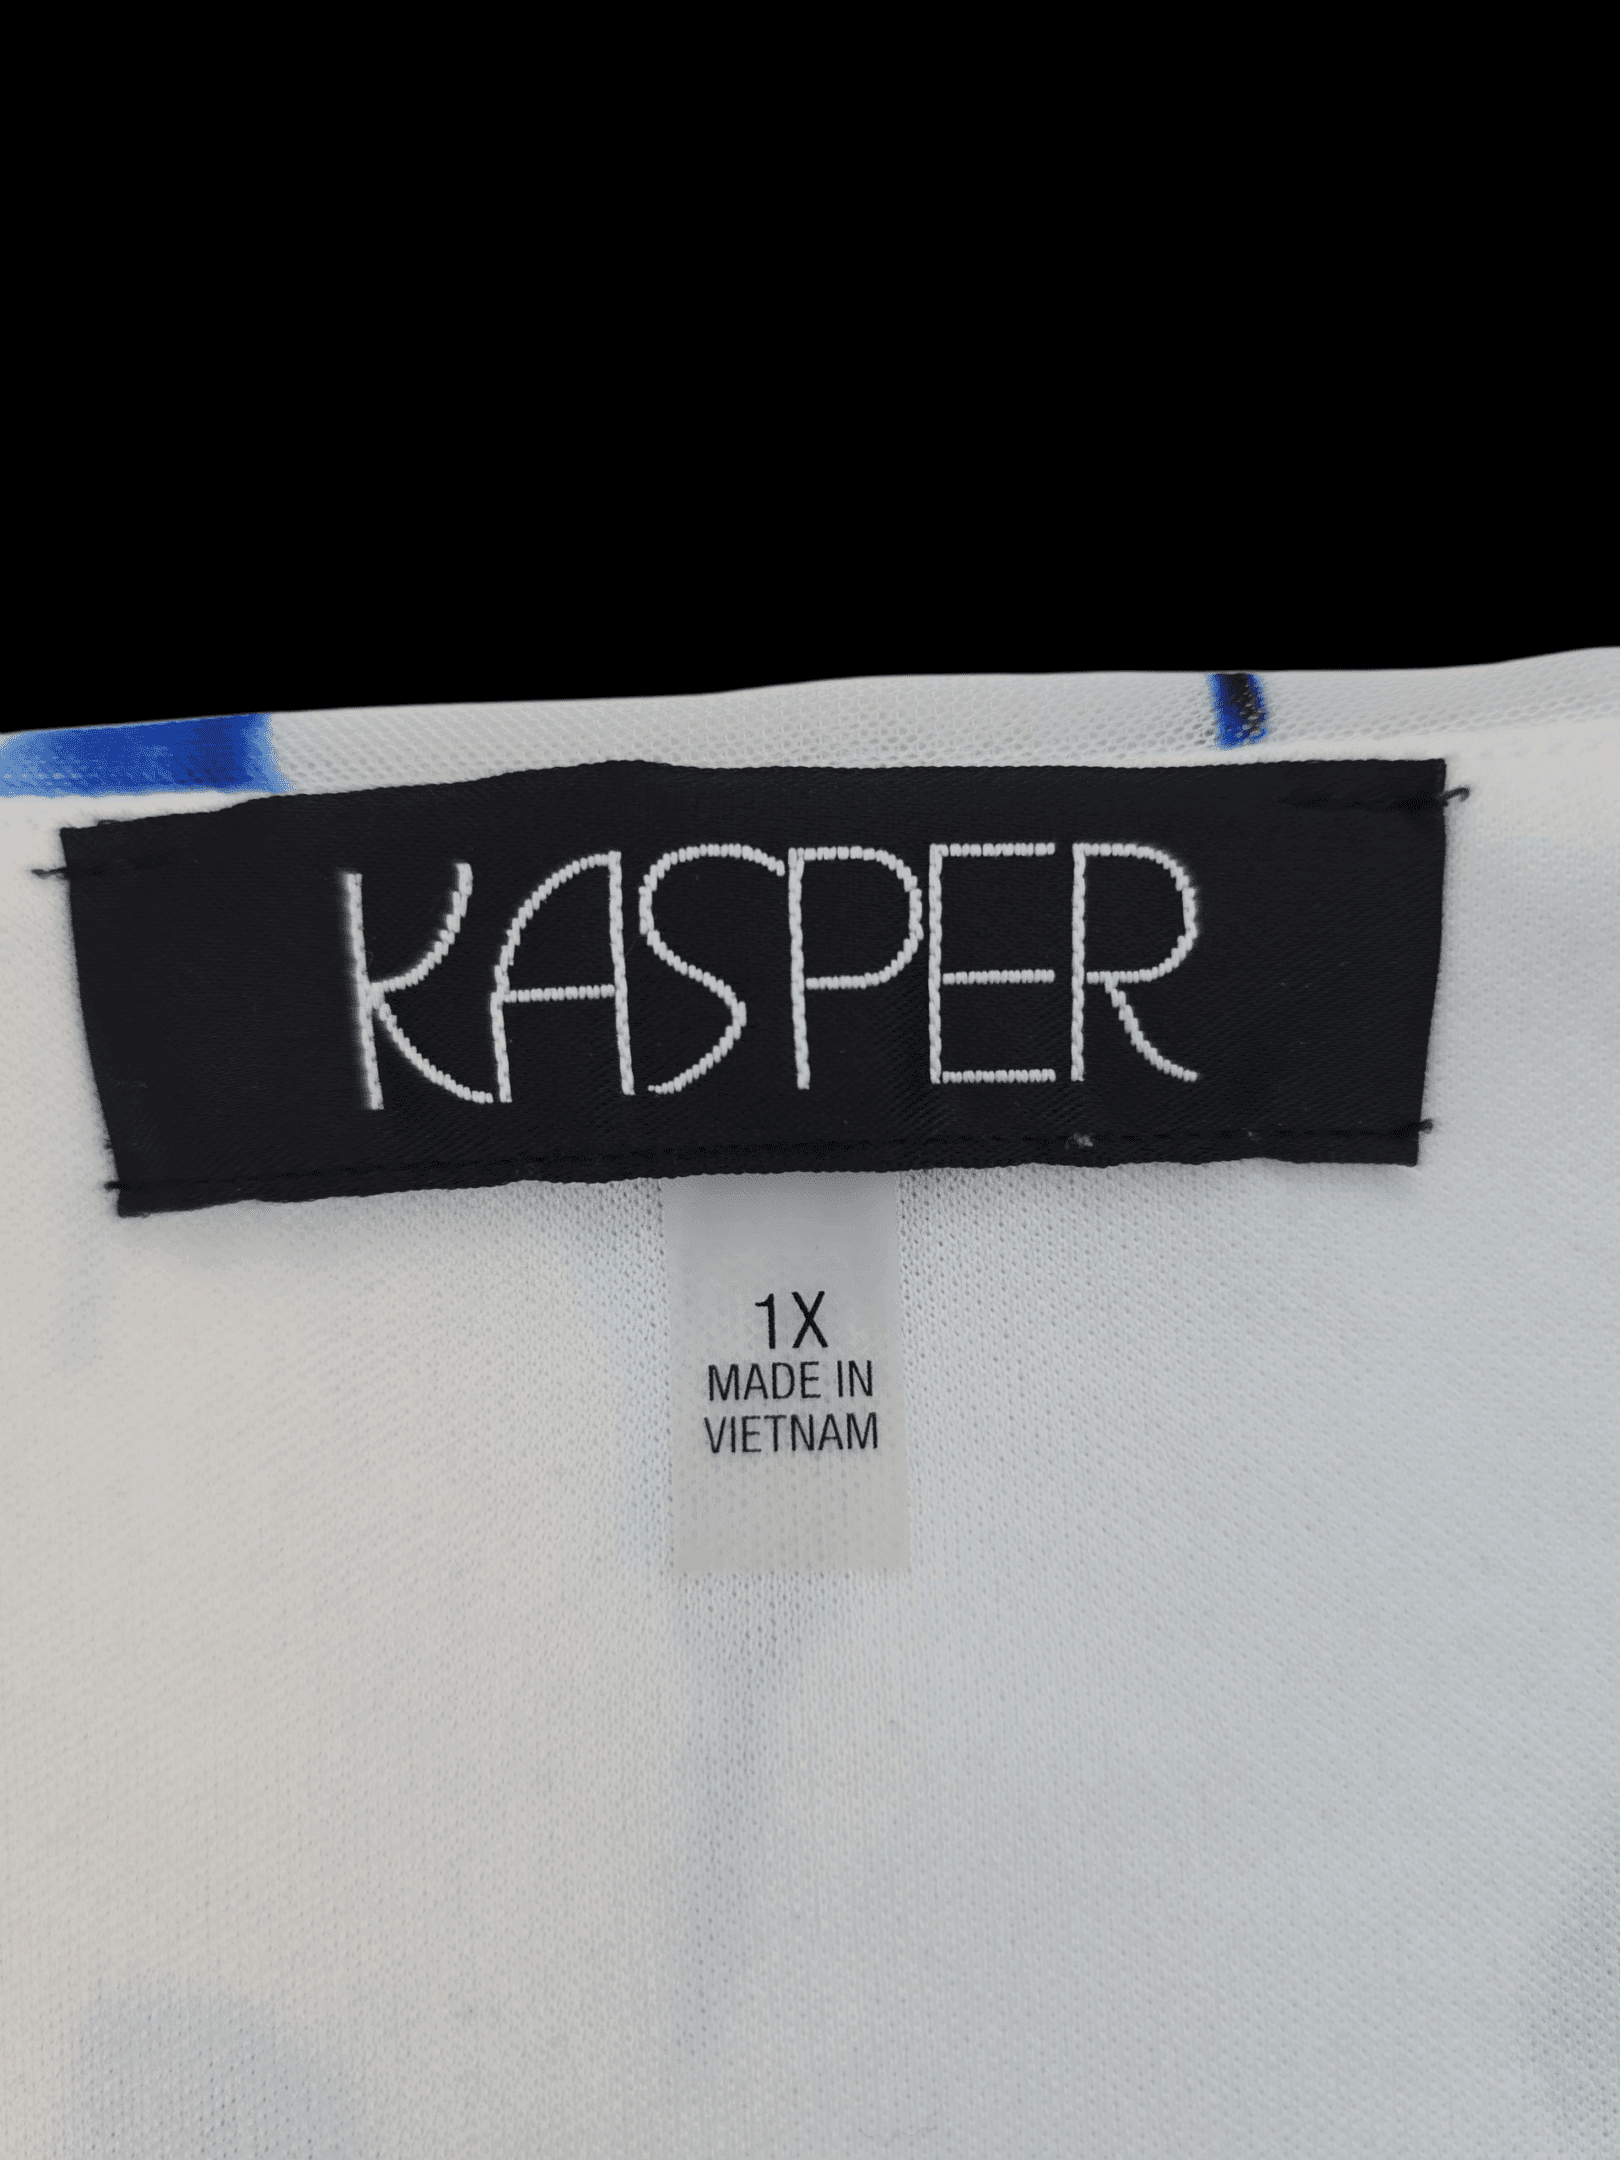 KASPER
1X
MADE IN
VIETNAM